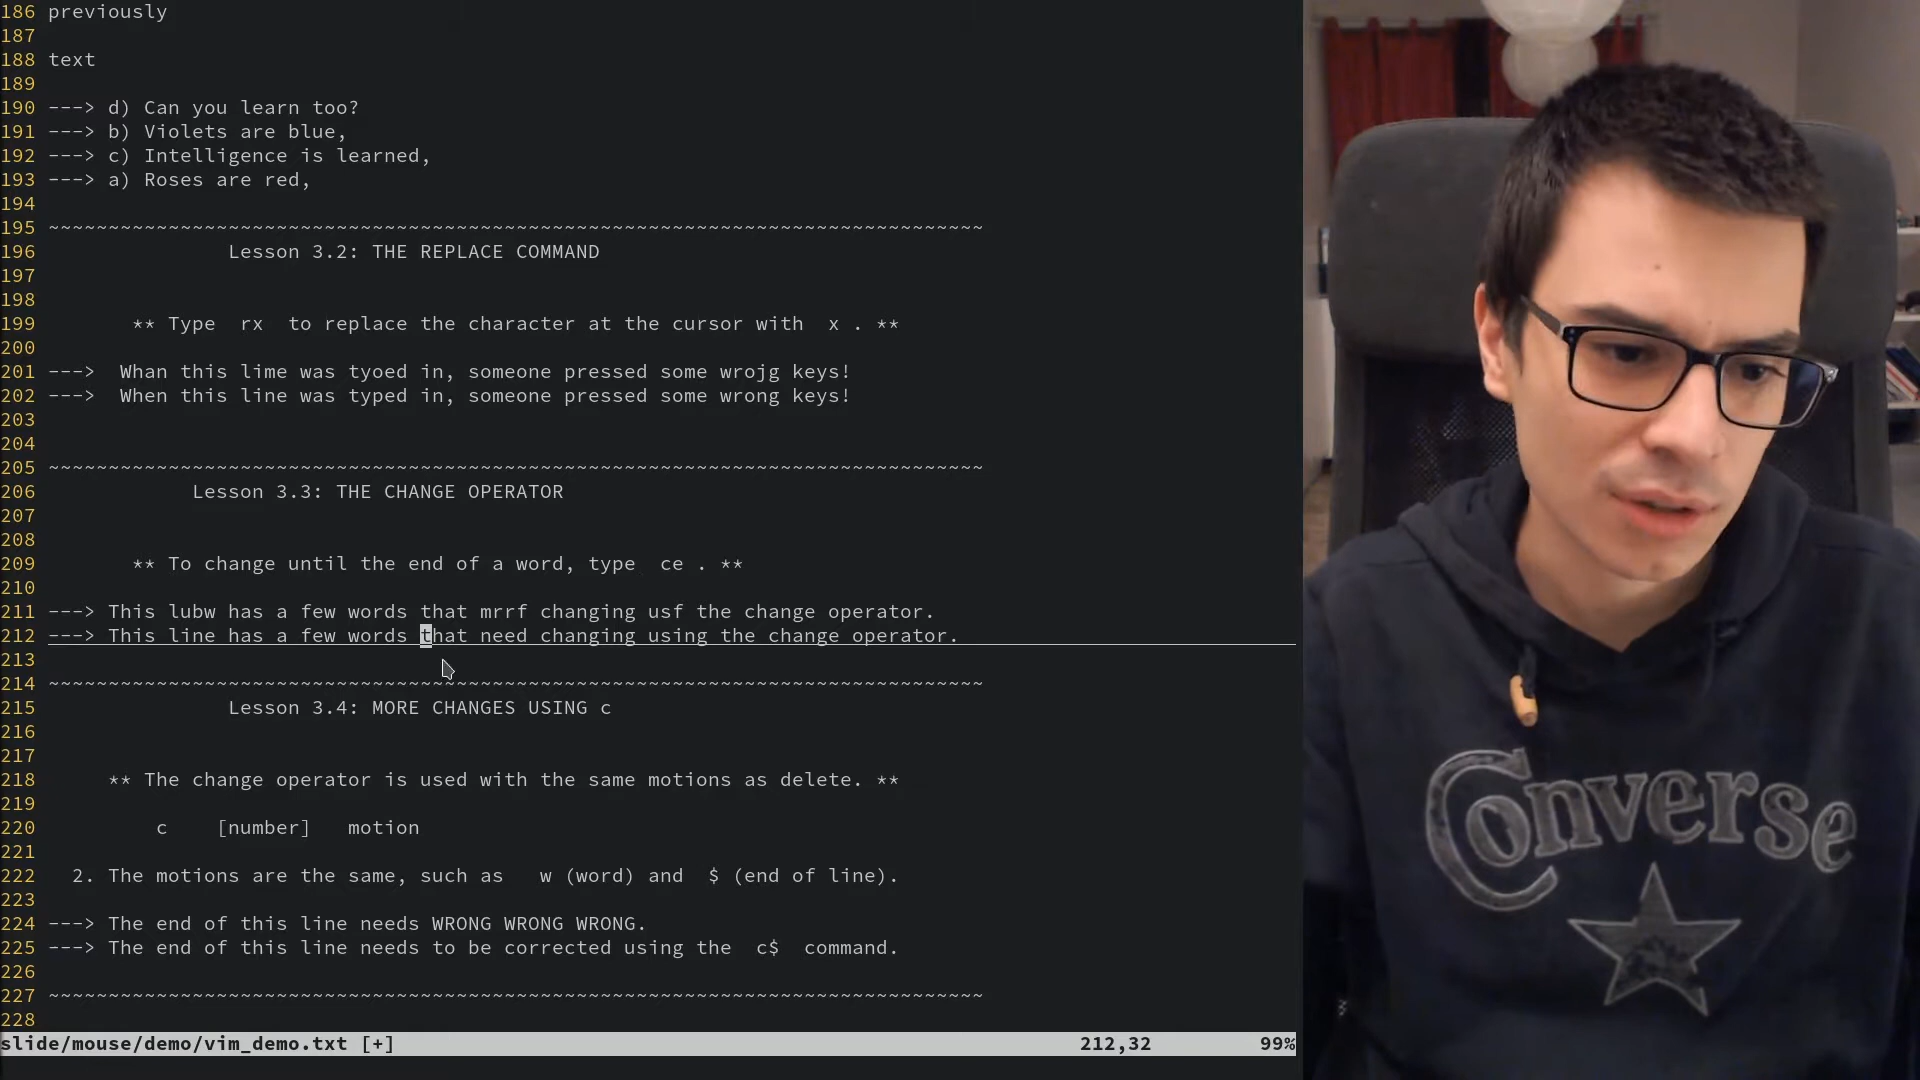 186 previously
187
188 text
189
190 ---> d) Can you learn too?
191 ---> b) Violets are blue,
192 ---> c) Intelligence is learned,
193 ---> a) Roses are red,
194
195 ~~~~~~~~~~~~~~~~~~~~~~~~~~~~~~~~~~~~~~~~~~~~~~~~~~~~~~~~~~~~~~~~~~~~~~~~~~~~~~
196 Lesson 3.2: THE REPLACE COMMAND
197
198
199 ** Type rx to replace the character at the cursor with x . **
200
201 ---> Whan this lime was tyoed in, someone pressed some wrojg keys!
202 ---> When this line was typed in, someone pressed some wrong keys!
203
204
205 ~~~~~~~~~~~~~~~~~~~~~~~~~~~~~~~~~~~~~~~~~~~~~~~~~~~~~~~~~~~~~~~~~~~~~~~~~~~~~~
206 Lesson 3.3: THE CHANGE OPERATOR
207
208
209 ** To change until the end of a word, type ce . **
210
211 ---> This lubw has a few words that mrrf changing usf the change operator.
212 ---> This line has a few words that need changing using the change operator.
213
214 ~~~~~~~~~~~~~~~~~~~~~~~~~~~~~~~~~~~~~~~~~~~~~~~~~~~~~~~~~~~~~~~~~~~~~~~~~~~~~~
215 Lesson 3.4: MORE CHANGES USING c
216
217
218 ** The change operator is used with the same motions as delete. **
219
220 c [number] motion
221
222 2. The motions are the same, such as w (word) and $ (end of line).
223
224 ---> The end of this line needs WRONG WRONG WRONG.
225 ---> The end of this line needs to be corrected using the c$ command.
226
227 ~~~~~~~~~~~~~~~~~~~~~~~~~~~~~~~~~~~~~~~~~~~~~~~~~~~~~~~~~~~~~~~~~~~~~~~~~~~~~~
228
slide/mouse/demo/vim_demo.txt [+] 212,32 99%
Converse